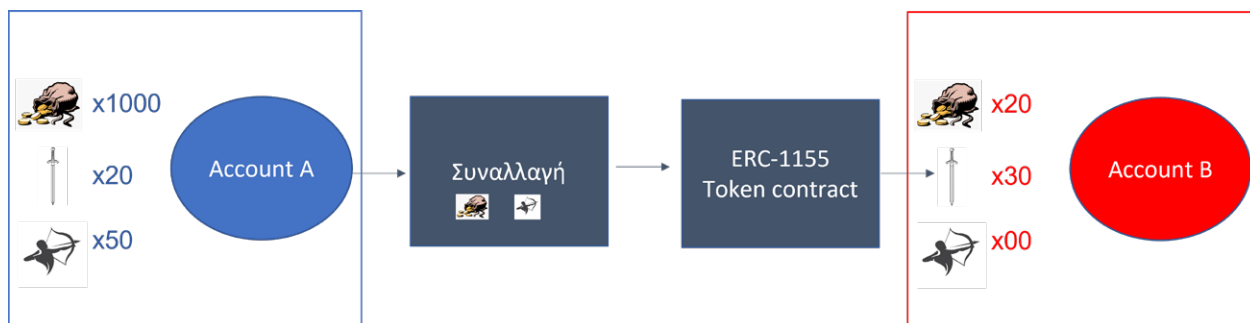 x1000
x20
x50
Account A
Συναλλαγή
ERC-1155
Token contract
x20
x30
x00
Account B